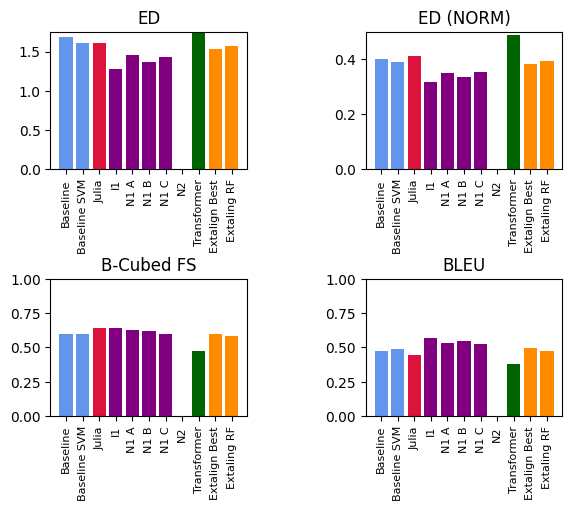 ED
1.5
1.0
0.5
0.0
Baseline
Baseline SVM
Julia
I1
N1 A
N1 B
N1 C
N2
Transformer
Extalign Best
Extaling RF
ED (NORM)
0.4
0.2
0.0
Baseline
Baseline SVM
Julia
I1
N1 A
N1 B
N1 C
N2
Transformer
Extalign Best
Extaling RF
B-Cubed FS
1.00
0.75
0.50
0.25
0.00
Baseline
Baseline SVM
Julia
I1
N1 A
N1 B
N1 C
N2
Transformer
Extalign Best
Extaling RF
BLEU
1.00
0.75
0.50
0.25
0.00
Baseline
Baseline SVM
Julia
I1
N1 A
N1 B
N1 C
N2
Transformer
Extalign Best
Extaling RF